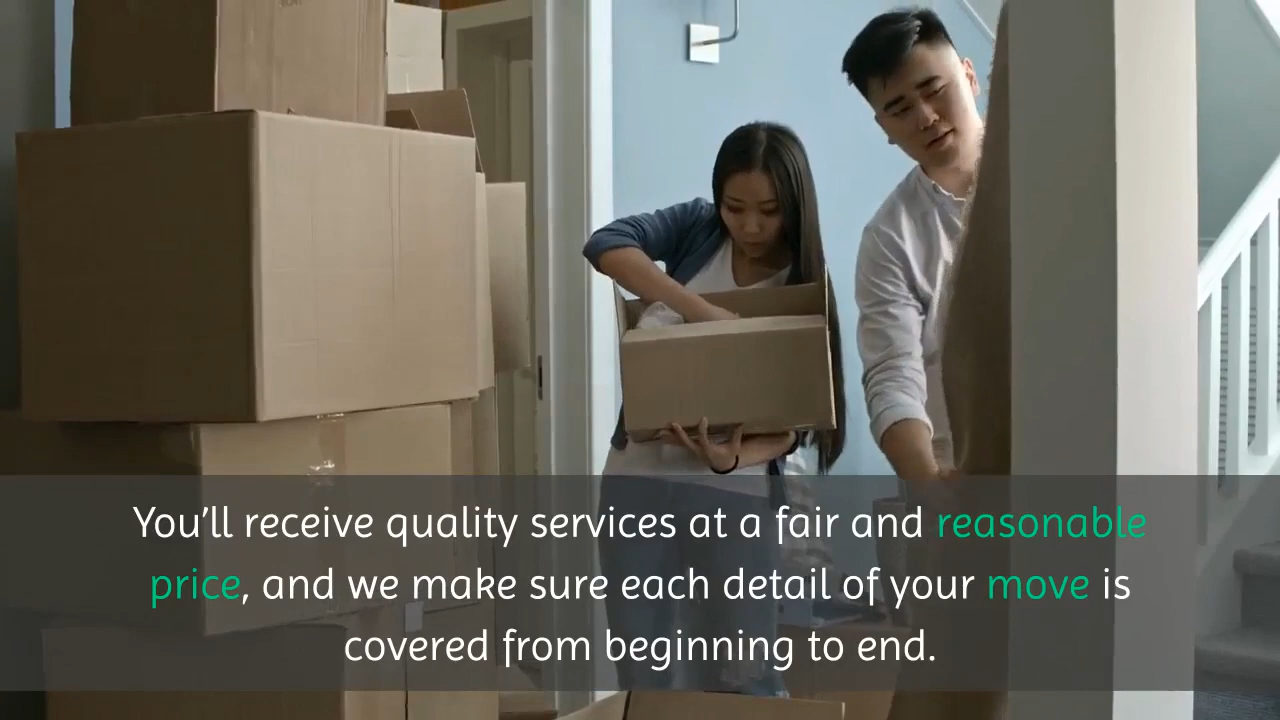 You'll receive quality services at a fair and reasonable
price, and we make sure each detail of your move is
covered from beginning to end.